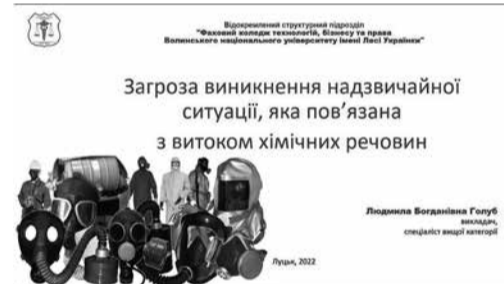 Відокремлений структурний підрозділ
"Фаховий коледж технологій, бізнесу та права
Волинського національного університету імені Лесі Українки"
Загроза виникнення надзвичайної
ситуації, яка пов’язана
з витоком хімічних речовин
Людмила Богданівна Голуб
викладач,
спеціаліст вищої категорії
Луцьк, 2022